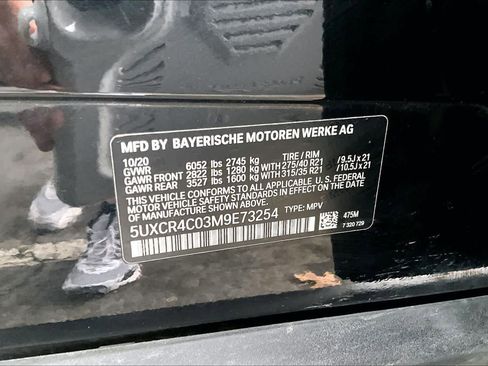 MFD BY BAYERISCHE MOTOREN WERKE AG
10/20 TIRE / RIM
GVWR 6052 lbs 2745 kg
GAWR FRONT 2822 lbs 1280 kg WITH 275/40 R21 / 9.5J x 21
GAWR REAR 3527 lbs 1600 kg WITH 315/35 R21 / 10.5J x 21
THIS VEHICLE CONFORMS TO ALL APPLICABLE U.S. FEDERAL
MOTOR VEHICLE SAFETY STANDARDS IN
EFFECT ON THE DATE OF MANUFACTURE
SHOWN ABOVE.
5UXCR4C03M9E73254 TYPE: MPV 475M
7 320 729